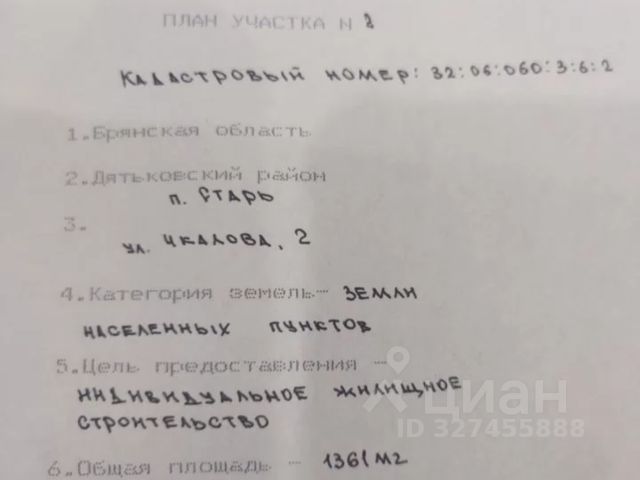 ПЛАН УЧАСТКА N 2
КАДАСТРОВЫЙ НОМЕР: 32:06:060:3:6:2
1. Брянская область
2. Дятьковский район
п. СТАРЬ
3.
ул. ЧКАЛОВА, 2
4. Категория земель - ЗЕМЛИ
НАСЕЛЕННЫХ ПУНКТОВ
5. Цель предоставления -
ИНДИВИДУАЛЬНОЕ ЖИЛИЩНОЕ
СТРОИТЕЛЬСТВО
циан
ID 327455888
6. Общая площадь - 1361 м2